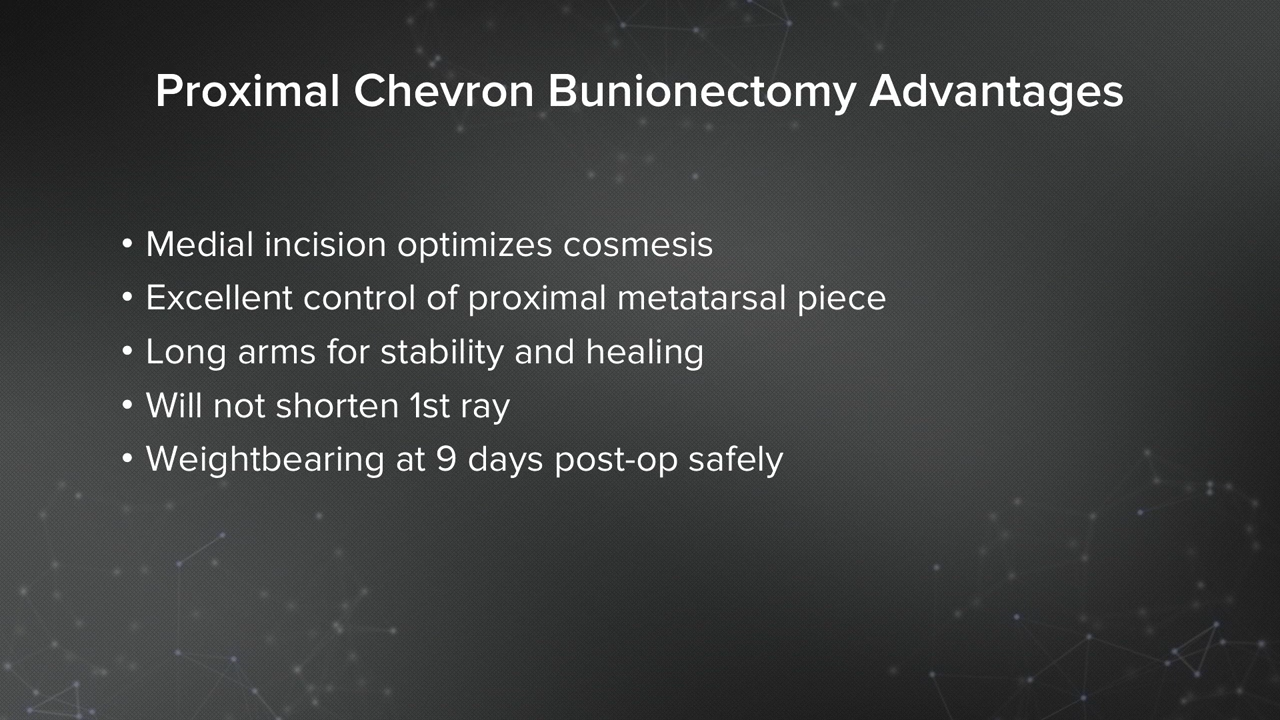 Proximal Chevron Bunionectomy Advantages
• Medial incision optimizes cosmesis
• Excellent control of proximal metatarsal piece
• Long arms for stability and healing
• Will not shorten 1st ray
• Weightbearing at 9 days post-op safely